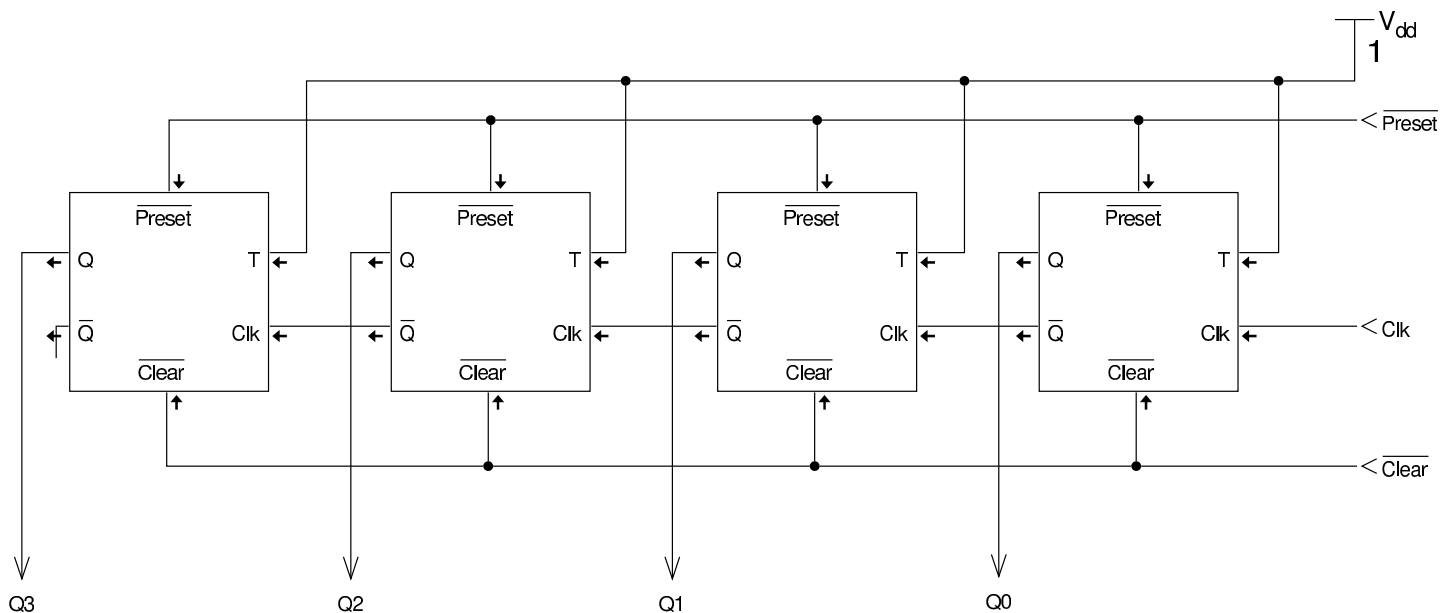 Vdd
1
Preset
Preset Preset Preset Preset
Q T Q T Q T Q T
Q Clk Q Clk Q Clk Q Clk
Clk
Clear Clear Clear Clear
Clear
Q3 Q2 Q1 Q0